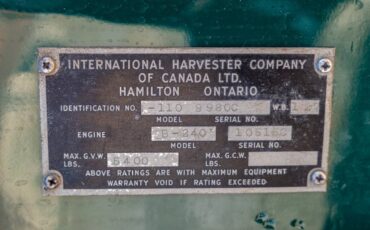 INTERNATIONAL HARVESTER COMPANY
OF CANADA LTD.
HAMILTON ONTARIO
IDENTIFICATION NO. W.B.
MODEL SERIAL NO.
ENGINE
MODEL SERIAL NO.
MAX. G.V.W. MAX. G.C.W.
LBS. 5400 LBS.
ABOVE RATINGS ARE WITH MAXIMUM EQUIPMENT
WARRANTY VOID IF RATING EXCEEDED